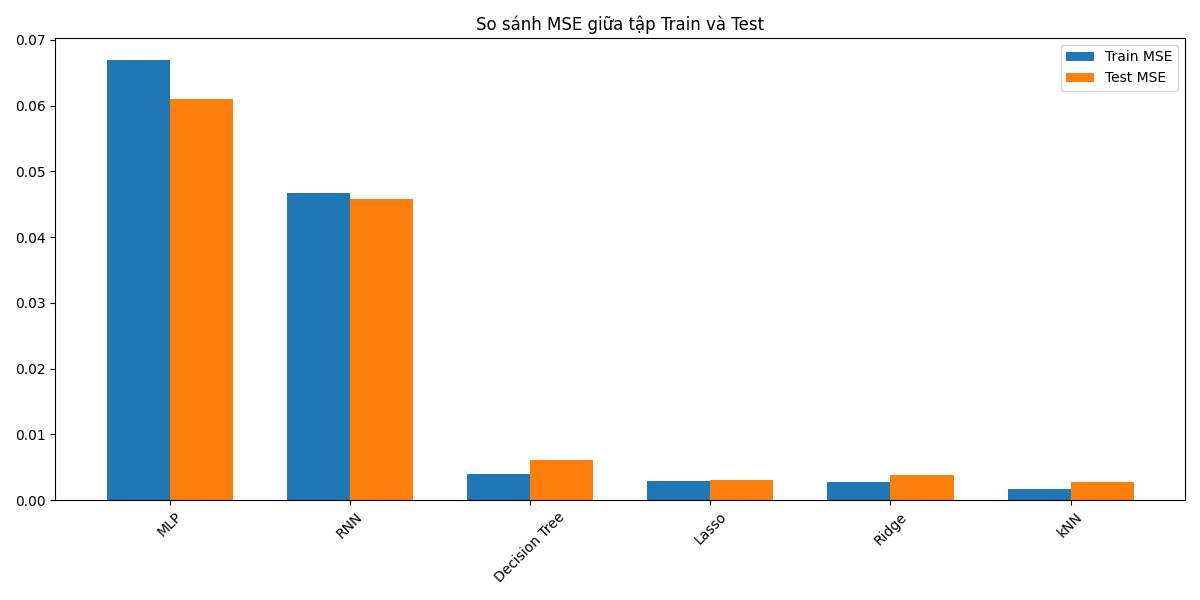 So sánh MSE giữa tập Train và Test
0.07
0.06
0.05
0.04
0.03
0.02
0.01
0.00
Train MSE
Test MSE
MLP
RNN
Decision Tree
Lasso
Ridge
kNN